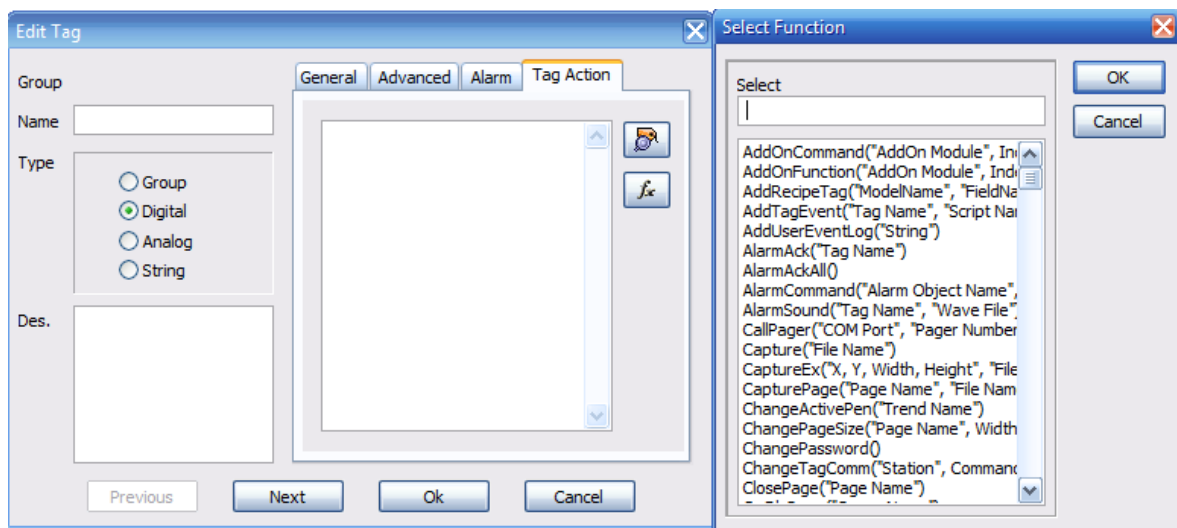 Edit Tag
Group
Name
Type
Group
Digital
Analog
String
Des.
General Advanced Alarm Tag Action
fx
Previous Next Ok Cancel
Select Function
Select
OK
Cancel
AddOnCommand("AddOn Module", In
AddOnFunction("AddOn Module", Ind
AddRecipeTag("ModelName", "FieldNa
AddTagEvent("Tag Name", "Script Nar
AddUserEventLog("String")
AlarmAck("Tag Name")
AlarmAckAll()
AlarmCommand("Alarm Object Name",
AlarmSound("Tag Name", "Wave File"
CallPager("COM Port", "Pager Number
Capture("File Name")
CaptureEx("X, Y, Width, Height", "File
CapturePage("Page Name", "File Nam
ChangeActivePen("Trend Name")
ChangePageSize("Page Name", Width
ChangePassword()
ChangeTagComm("Station", Command
ClosePage("Page Name")